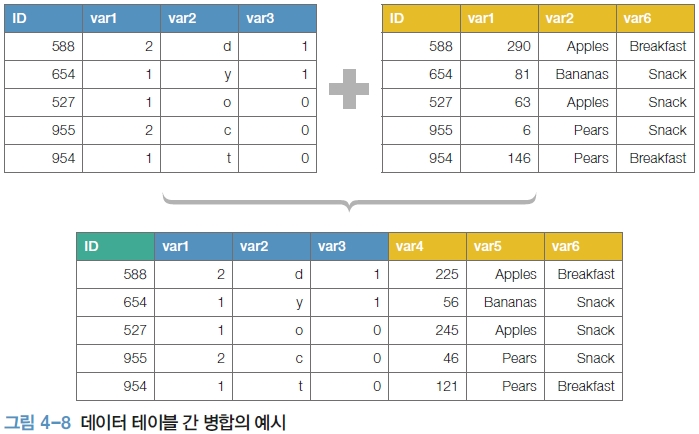 ID var1 var2 var3
588 2 d 1
654 1 y 1
527 1 o 0
955 2 c 0
954 1 t 0
ID var1 var2 var6
588 290 Apples Breakfast
654 81 Bananas Snack
527 63 Apples Snack
955 6 Pears Snack
954 146 Pears Breakfast
ID var1 var2 var3 var4 var5 var6
588 2 d 1 225 Apples Breakfast
654 1 y 1 56 Bananas Snack
527 1 o 0 245 Apples Snack
955 2 c 0 46 Pears Snack
954 1 t 0 121 Pears Breakfast
그림 4-8 데이터 테이블 간 병합의 예시